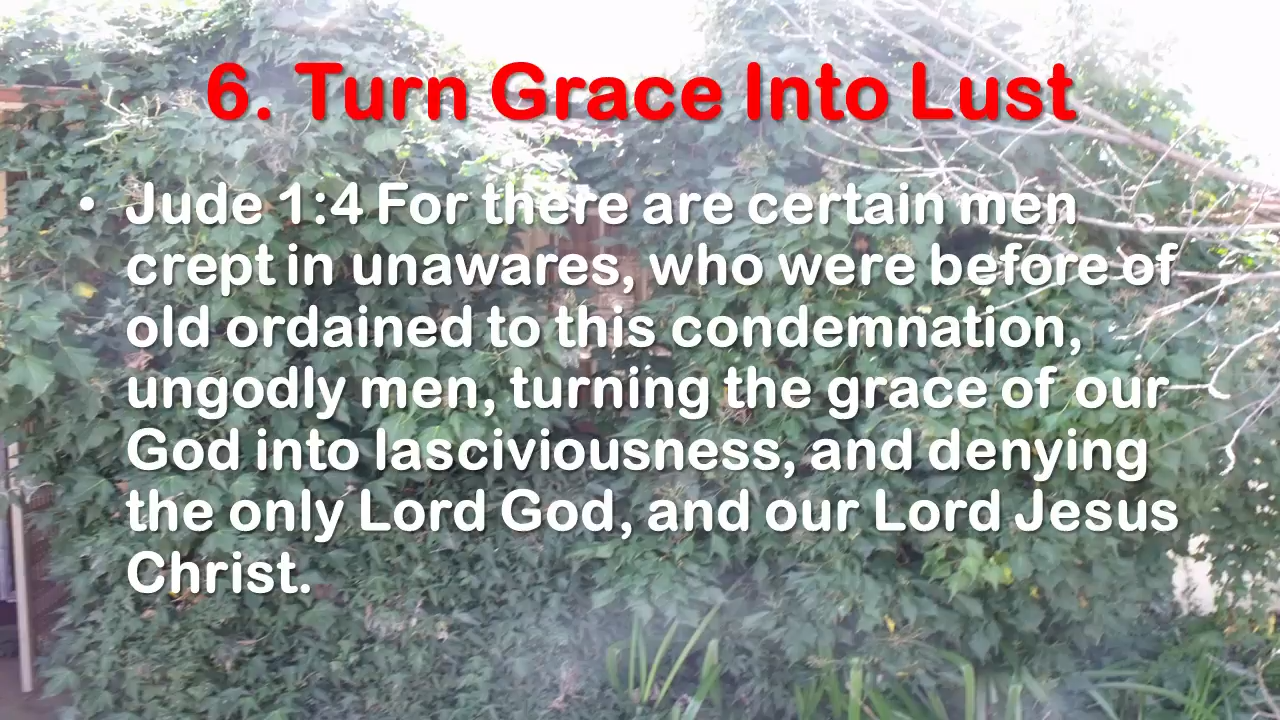 6. Turn Grace Into Lust
• Jude 1:4 For there are certain men
crept in unawares, who were before of
old ordained to this condemnation,
ungodly men, turning the grace of our
God into lasciviousness, and denying
the only Lord God, and our Lord Jesus
Christ.